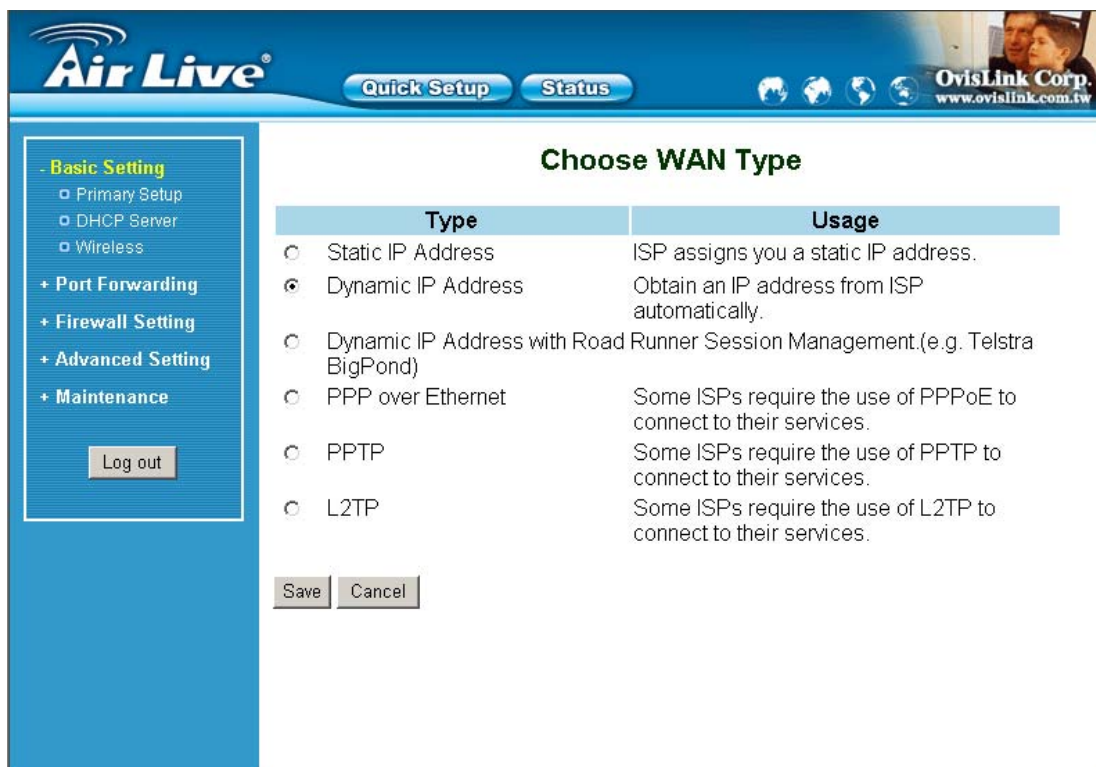 Air Live®
Quick Setup
Status
OvisLink Corp.
www.ovislink.com.tw
- Basic Setting
Primary Setup
DHCP Server
Wireless
+ Port Forwarding
+ Firewall Setting
+ Advanced Setting
+ Maintenance
Log out
Choose WAN Type
Type Usage
Static IP Address ISP assigns you a static IP address.
Dynamic IP Address Obtain an IP address from ISP
automatically.
Dynamic IP Address with Road Runner Session Management.(e.g. Telstra
BigPond)
PPP over Ethernet Some ISPs require the use of PPPoE to
connect to their services.
PPTP Some ISPs require the use of PPTP to
connect to their services.
L2TP Some ISPs require the use of L2TP to
connect to their services.
Save Cancel